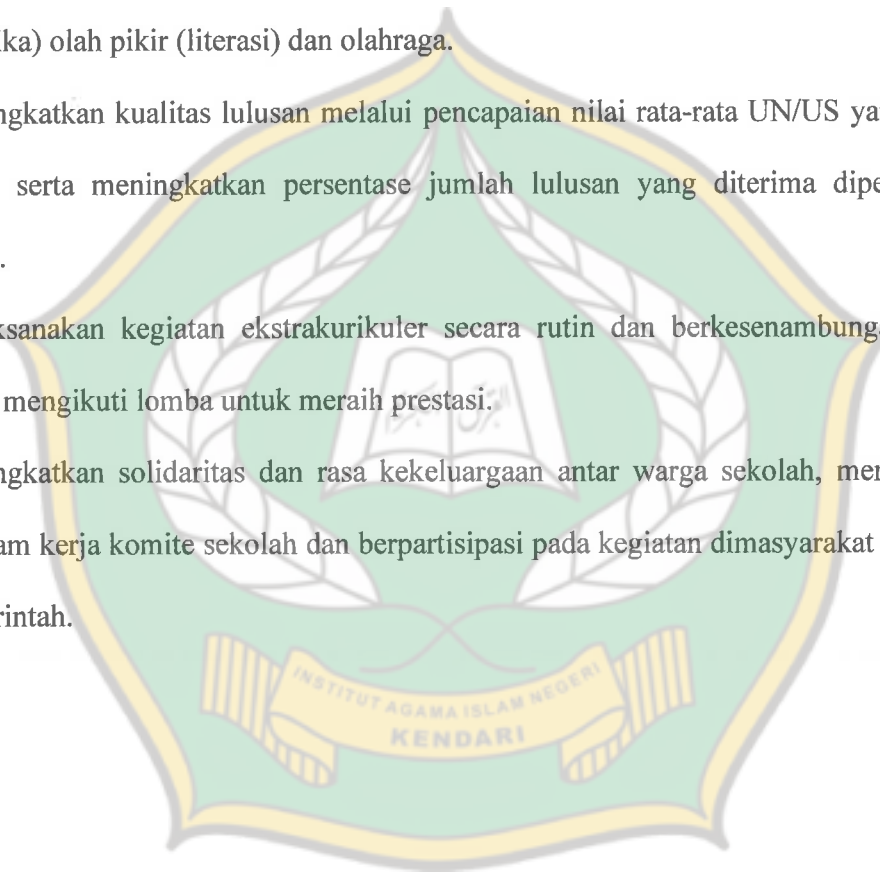 ka) olah pikir (literasi) dan olahraga.
ngkatkan kualitas lulusan melalui pencapaian nilai rata-rata UN/US ya
serta meningkatkan persentase jumlah lulusan yang diterima dipe
.
ksanakan kegiatan ekstrakurikuler secara rutin dan berkesenambung
mengikuti lomba untuk meraih prestasi.
ngkatkan solidaritas dan rasa kekeluargaan antar warga sekolah, mer
am kerja komite sekolah dan berpartisipasi pada kegiatan dimasyarakat
rintah.
INSTITUT AGAMA ISLAM NEGERI
KENDARI